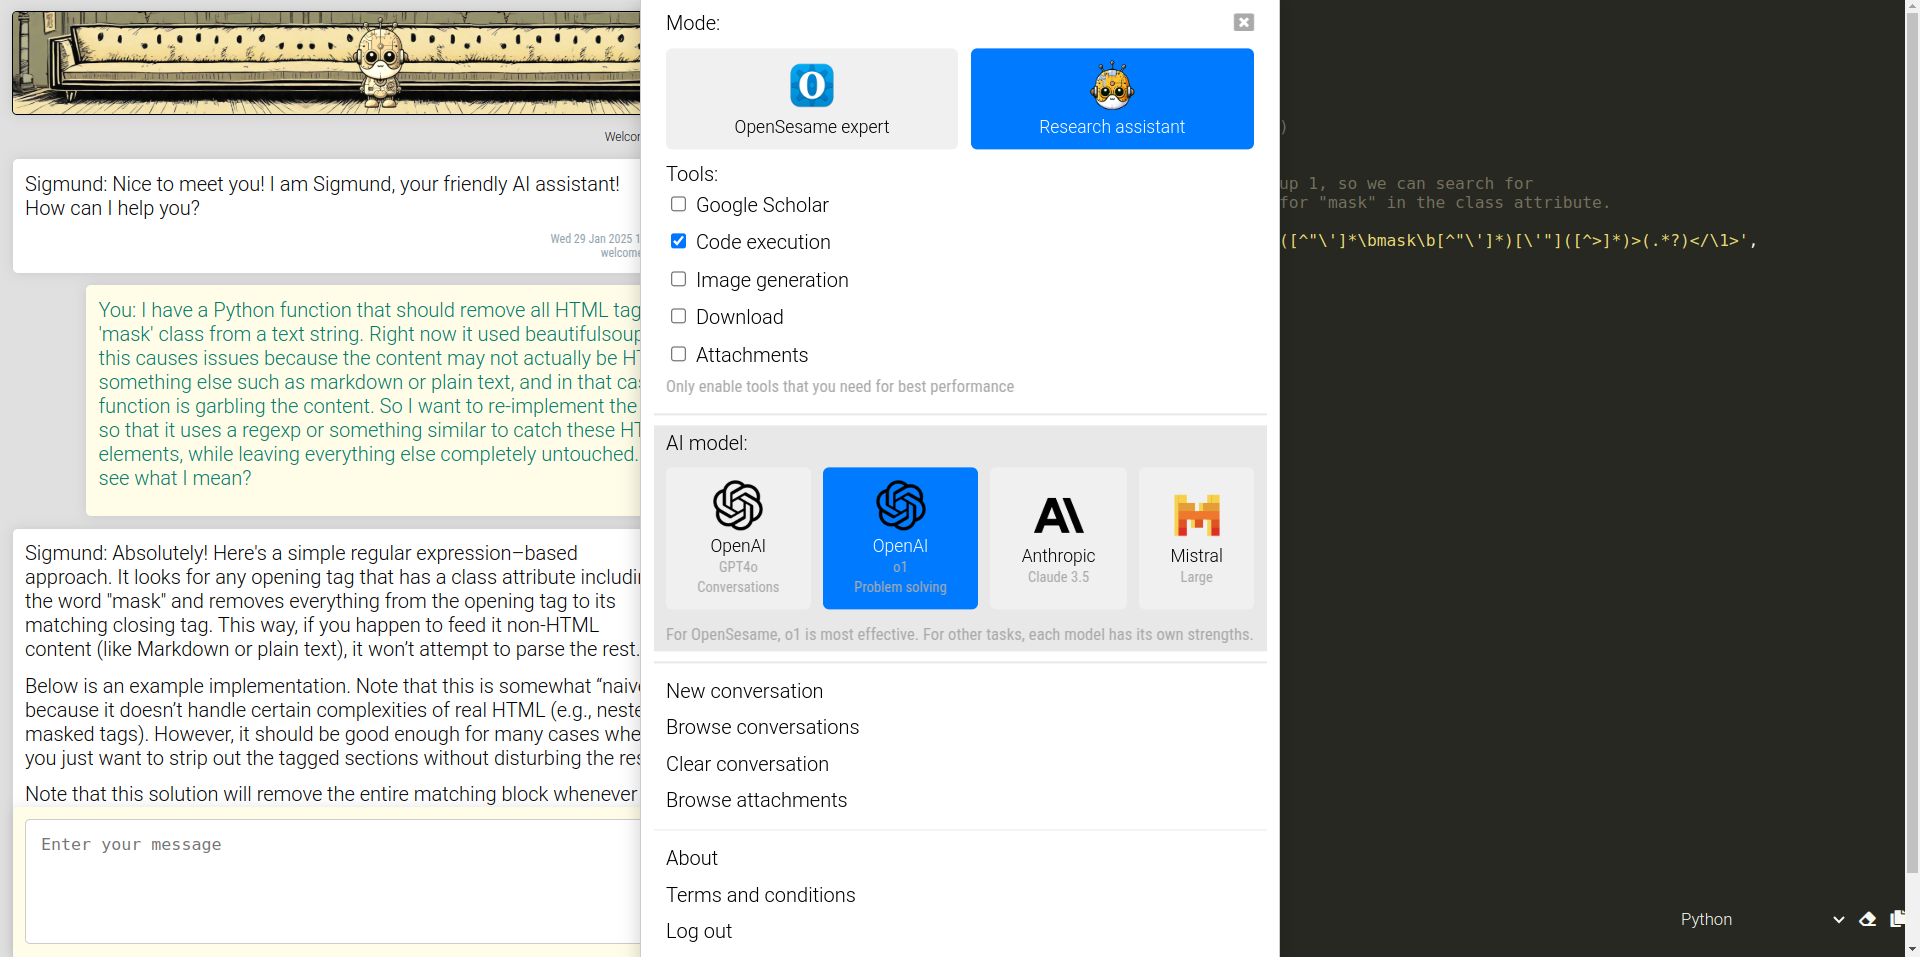 Welcom
Sigmund: Nice to meet you! I am Sigmund, your friendly AI assistant!
How can I help you?
Wed 29 Jan 2025 1
welcome
You: I have a Python function that should remove all HTML tag
'mask' class from a text string. Right now it used beautifulsoup
this causes issues because the content may not actually be HT
something else such as markdown or plain text, and in that cas
function is garbling the content. So I want to re-implement the
so that it uses a regexp or something similar to catch these HT
elements, while leaving everything else completely untouched.
see what I mean?
Sigmund: Absolutely! Here's a simple regular expression–based
approach. It looks for any opening tag that has a class attribute includin
the word "mask" and removes everything from the opening tag to its
matching closing tag. This way, if you happen to feed it non-HTML
content (like Markdown or plain text), it won’t attempt to parse the rest.
Below is an example implementation. Note that this is somewhat “naive
because it doesn’t handle certain complexities of real HTML (e.g., neste
masked tags). However, it should be good enough for many cases whe
you just want to strip out the tagged sections without disturbing the res
Note that this solution will remove the entire matching block whenever
Enter your message
Mode:
OpenSesame expert
Research assistant
Tools:
Google Scholar
Code execution
Image generation
Download
Attachments
Only enable tools that you need for best performance
AI model:
OpenAI
GPT4o
Conversations
OpenAI
o1
Problem solving
Anthropic
Claude 3.5
Mistral
Large
For OpenSesame, o1 is most effective. For other tasks, each model has its own strengths.
New conversation
Browse conversations
Clear conversation
Browse attachments
About
Terms and conditions
Log out
)
up 1, so we can search for
for "mask" in the class attribute.
([^"\']*\bmask\b[^"\']*)[\'"]([^>]*)>(.*?)</\1>',
Python